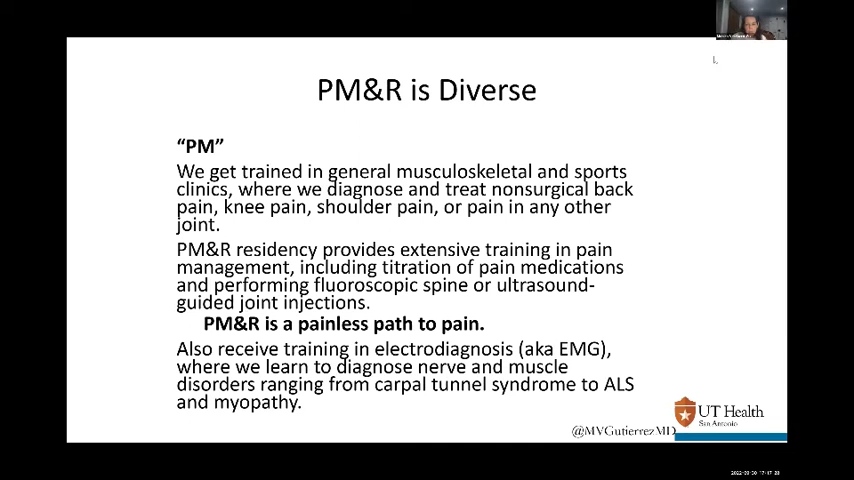 PM&R is Diverse
“PM”
We get trained in general musculoskeletal and sports
clinics, where we diagnose and treat nonsurgical back
pain, knee pain, shoulder pain, or pain in any other
joint.
PM&R residency provides extensive training in pain
management, including titration of pain medications
and performing fluoroscopic spine or ultrasound-
guided joint injections.
PM&R is a painless path to pain.
Also receive training in electrodiagnosis (aka EMG),
where we learn to diagnose nerve and muscle
disorders ranging from carpal tunnel syndrome to ALS
and myopathy.
UT Health
San Antonio
@MVGutierrezMD